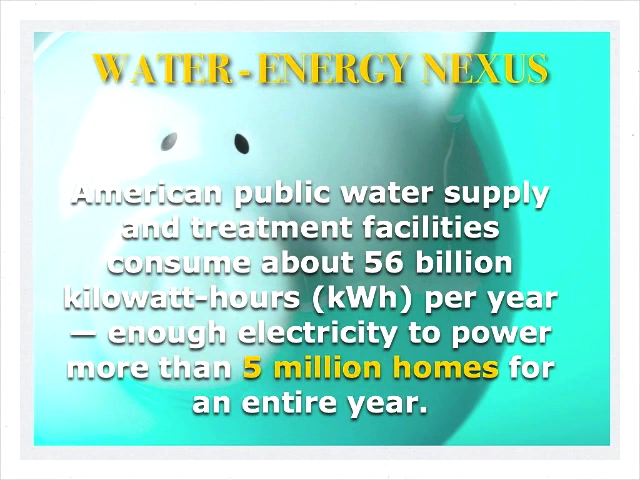 WATER - ENERGY NEXUS
American public water supply
and treatment facilities
consume about 56 billion
kilowatt-hours (kWh) per year
— enough electricity to power
more than 5 million homes for
an entire year.